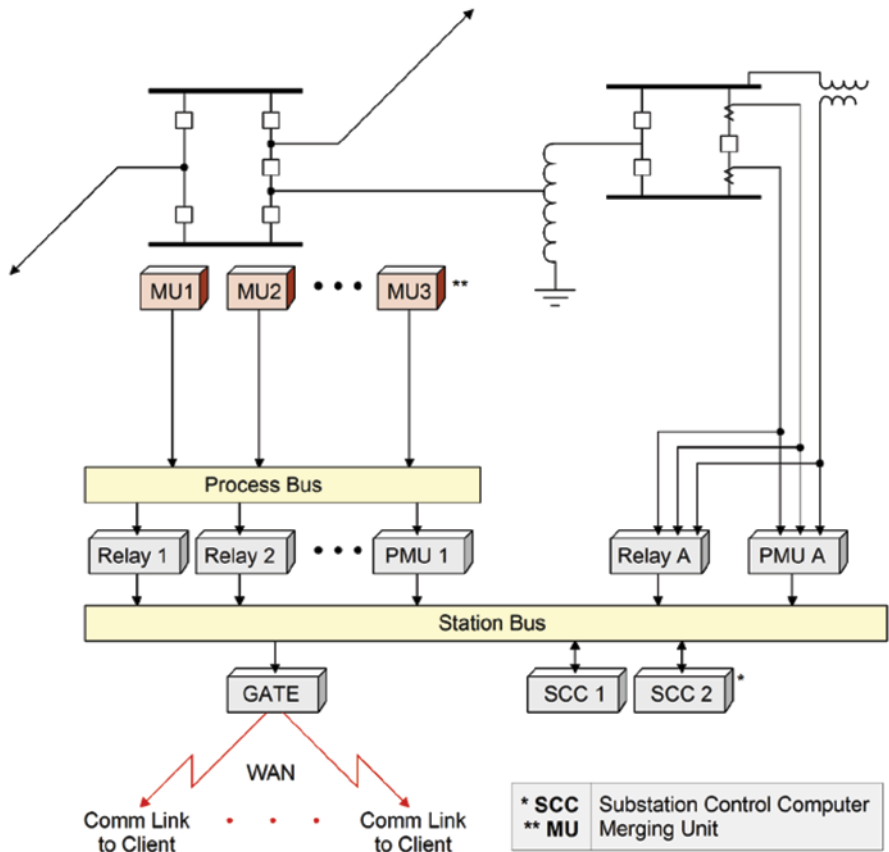 MU1
MU2
MU3
**
Process Bus
Relay 1
Relay 2
PMU 1
Relay A
PMU A
Station Bus
GATE
SCC 1
SCC 2
*
WAN
Comm Link
to Client
Comm Link
to Client
* SCC Substation Control Computer
** MU Merging Unit